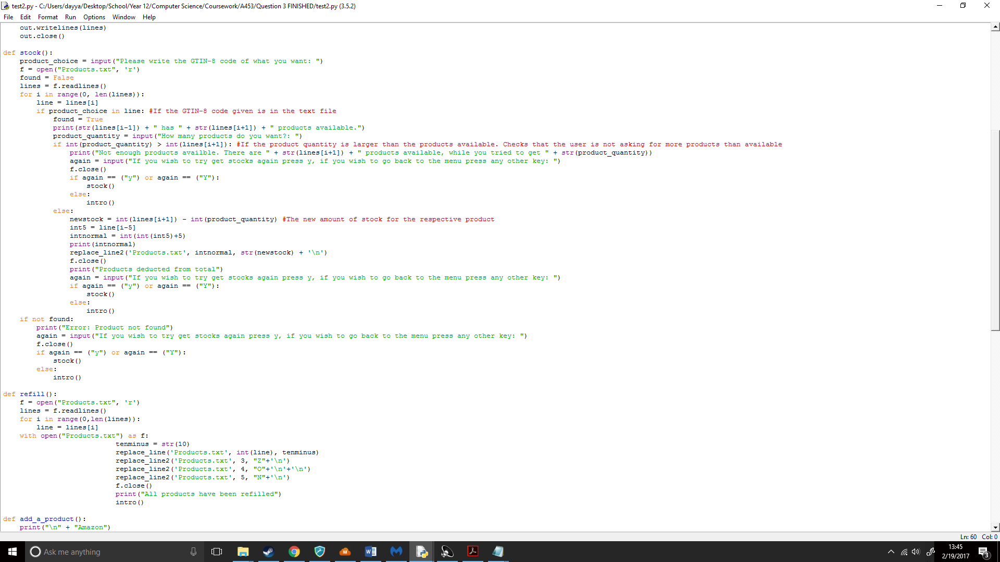 test2.py - C:/Users/dayya/Desktop/School/Year 12/Computer Science/Coursework/A453/Question 3 FINISHED/test2.py (3.5.2)
File Edit Format Run Options Window Help
    out.writelines(lines)
    out.close()

def stock():
    product_choice = input("Please write the GTIN-8 code of what you want: ")
    f = open("Products.txt", 'r')
    found = False
    lines = f.readlines()
    for i in range(0, len(lines)):
        line = lines[i]
        if product_choice in line: #If the GTIN-8 code given is in the text file
            found = True
            print(str(lines[i-1]) + " has " + str(lines[i+1]) + " products available.")
            product_quantity = input("How many products do you want?: ")
            if int(product_quantity) > int(lines[i+1]): #If the product quantity is larger than the products available. Checks that the user is not asking for more products than available
                print("Not enough products availble. There are " + str(lines[i+1]) + " products available, while you tried to get " + str(product_quantity))
                again = input("If you wish to try get stocks again press y, if you wish to go back to the menu press any other key: ")
                f.close()
                if again == ("y") or again == ("Y"):
                    stock()
                else:
                    intro()
            else:
                newstock = int(lines[i+1]) - int(product_quantity) #The new amount of stock for the respective product
                int5 = line[i-5]
                intnormal = int(int(int5)+5)
                print(intnormal)
                replace_line2('Products.txt', intnormal, str(newstock) + '\n')
                f.close()
                print("Products deducted from total")
                again = input("If you wish to try get stocks again press y, if you wish to go back to the menu press any other key: ")
                if again == ("y") or again == ("Y"):
                    stock()
                else:
                    intro()
    if not found:
        print("Error: Product not found")
        again = input("If you wish to try get stocks again press y, if you wish to go back to the menu press any other key: ")
        f.close()
        if again == ("y") or again == ("Y"):
            stock()
        else:
            intro()

def refill():
    f = open("Products.txt", 'r')
    lines = f.readlines()
    for i in range(0,len(lines)):
        line = lines[i]
    with open("Products.txt") as f:
                           tenminus = str(10)
                           replace_line('Products.txt', int(line), tenminus)
                           replace_line2('Products.txt', 3, "Z"+'\n')
                           replace_line2('Products.txt', 4, "O"+'\n'+'\n')
                           replace_line2('Products.txt', 5, "N"+'\n')
                           f.close()
                           print("All products have been refilled")
                           intro()

def add_a_product():
    print("\n" + "Amazon")
Ln: 60 Col: 0
Ask me anything
13:45
2/19/2017
3